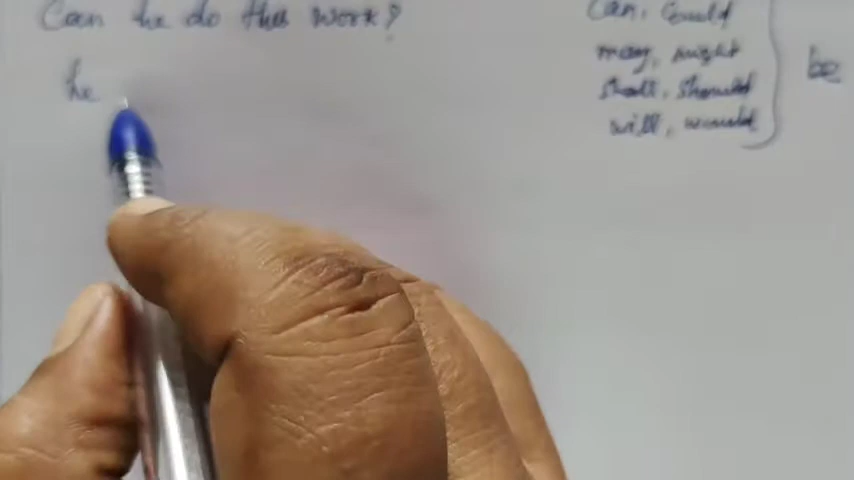 Can he do this work?
he
can, could
may, might
shall, should
will, would
be